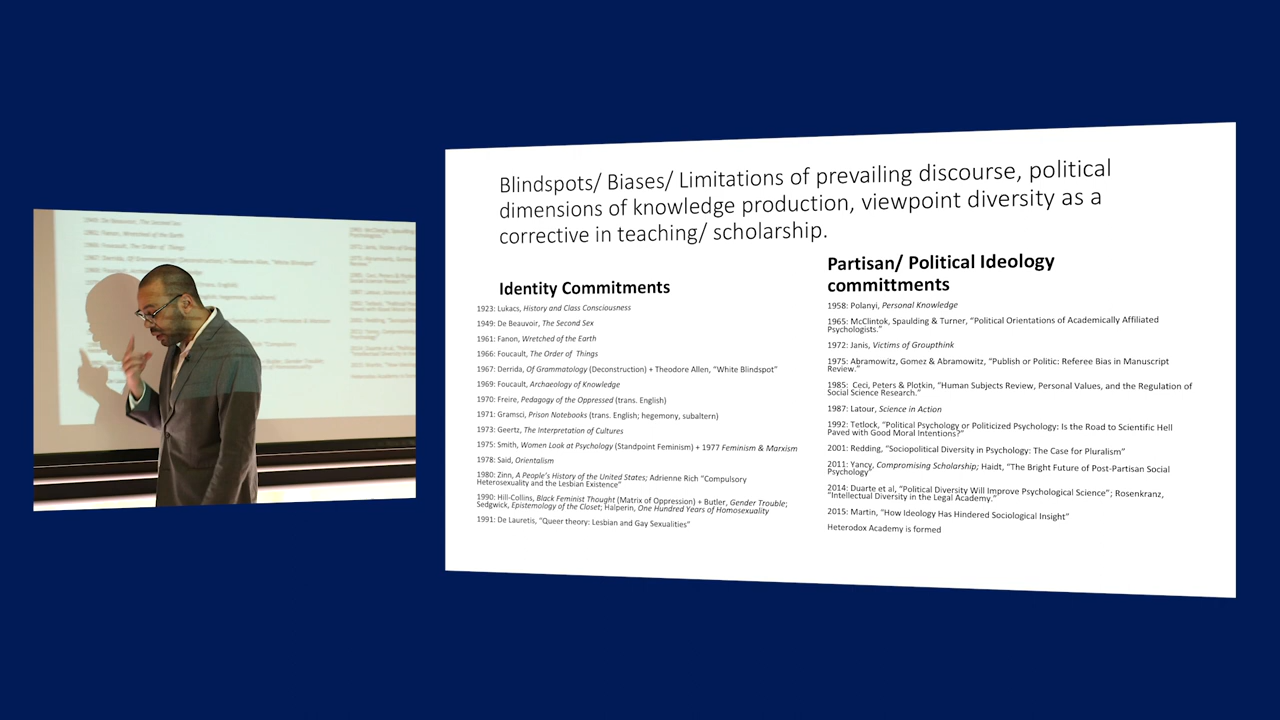 Blindspots/ Biases/ Limitations of prevailing discourse, political
dimensions of knowledge production, viewpoint diversity as a
corrective in teaching/ scholarship.
Identity Commitments
1923: Lukacs, History and Class Consciousness
1949: De Beauvoir, The Second Sex
1961: Fanon, Wretched of the Earth
1966: Foucault, The Order of Things
1967: Derrida, Of Grammatology (Deconstruction) + Theodore Allen, "White Blindspot"
1969: Foucault, Archaeology of Knowledge
1970: Freire, Pedagogy of the Oppressed (trans. English)
1971: Gramsci, Prison Notebooks (trans. English; hegemony, subaltern)
1973: Geertz, The Interpretation of Cultures
1975: Smith, Women Look at Psychology (Standpoint Feminism) + 1977 Feminism & Marxism
1978: Said, Orientalism
1980: Zinn, A People's History of the United States; Adrienne Rich "Compulsory
Heterosexuality and the Lesbian Existence"
1990: Hill-Collins, Black Feminist Thought (Matrix of Oppression) + Butler, Gender Trouble;
Sedgwick, Epistemology of the Closet; Halperin, One Hundred Years of Homosexuality
1991: De Lauretis, "Queer theory: Lesbian and Gay Sexualities"
Partisan/ Political Ideology
committments
1958: Polanyi, Personal Knowledge
1965: McClintok, Spaulding & Turner, "Political Orientations of Academically Affiliated
Psychologists."
1972: Janis, Victims of Groupthink
1975: Abramowitz, Gomez & Abramowitz, "Publish or Politic: Referee Bias in Manuscript
Review."
1985: Ceci, Peters & Plotkin, "Human Subjects Review, Personal Values, and the Regulation of
Social Science Research."
1987: Latour, Science in Action
1992: Tetlock, "Political Psychology or Politicized Psychology: Is the Road to Scientific Hell
Paved with Good Moral Intentions?"
2001: Redding, "Sociopolitical Diversity in Psychology: The Case for Pluralism"
2011: Yancy, Compromising Scholarship; Haidt, "The Bright Future of Post-Partisan Social
Psychology"
2014: Duarte et al, "Political Diversity Will Improve Psychological Science"; Rosenkranz,
"Intellectual Diversity in the Legal Academy."
2015: Martin, "How Ideology Has Hindered Sociological Insight"
Heterodox Academy is formed